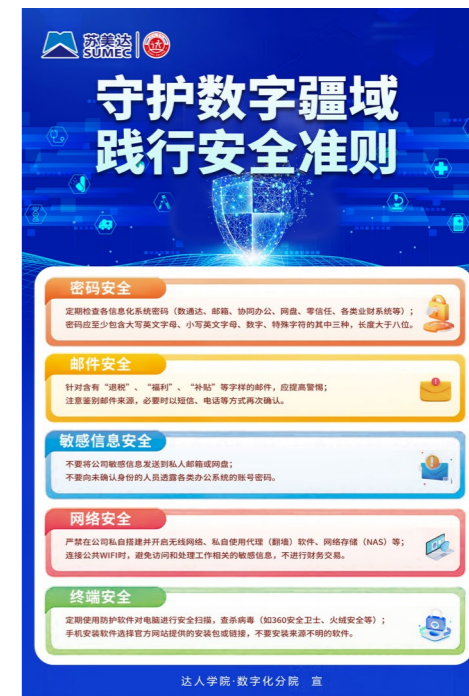 苏美达
SUMEC
守护数字疆域
践行安全准则
密码安全
定期检查各信息化系统密码（数通达、邮箱、协同办公、网盘、零信任、各类业财系统等）；
密码应至少包含大写英文字母、小写英文字母、数字、特殊字符的其中三种，长度大于八位。
邮件安全
针对含有“退税”、“福利”、“补贴”等字样的邮件，应提高警惕；
注意鉴别邮件来源，必要时以短信、电话等方式再次确认。
敏感信息安全
不要将公司敏感信息发送到私人邮箱或网盘；
不要向未确认身份的人员透露各类办公系统的账号密码。
网络安全
严禁在公司私自搭建并开启无线网络、私自使用代理（翻墙）软件、网络存储（NAS）等；
连接公共WIFI时，避免访问和处理工作相关的敏感信息，不进行财务交易。
终端安全
定期使用防护软件对电脑进行安全扫描，查杀病毒（如360安全卫士、火绒安全等）；
手机安装软件选择官方网站提供的安装包或链接，不要安装来源不明的软件。
达人学院·数字化分院 宣